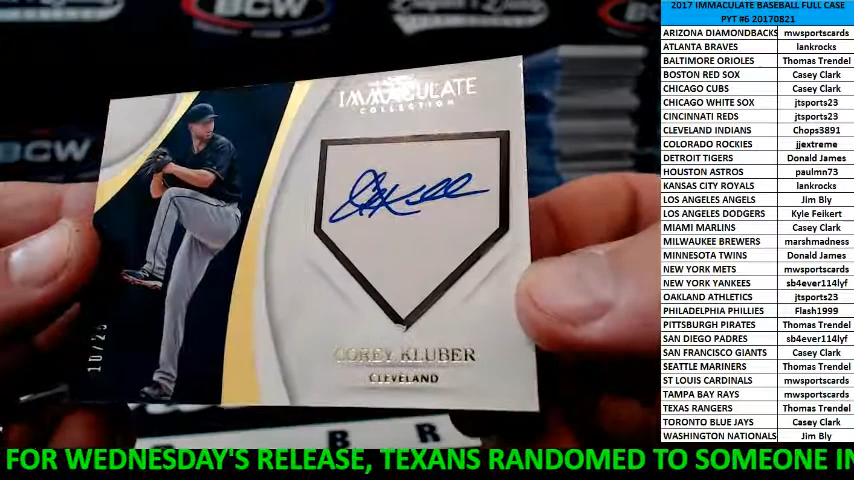 BCW
BCW
IMMACULATE
COLLECTION
COREY KLUBER
CLEVELAND
10/25
B R
2017 IMMACULATE BASEBALL FULL CASE
PYT #6 20170821
ARIZONA DIAMONDBACKS mwsportscards
ATLANTA BRAVES lankrocks
BALTIMORE ORIOLES Thomas Trendel
BOSTON RED SOX Casey Clark
CHICAGO CUBS Casey Clark
CHICAGO WHITE SOX jtsports23
CINCINNATI REDS jtsports23
CLEVELAND INDIANS Chops3891
COLORADO ROCKIES jjextreme
DETROIT TIGERS Donald James
HOUSTON ASTROS paulmn73
KANSAS CITY ROYALS lankrocks
LOS ANGELES ANGELS Jim Bly
LOS ANGELES DODGERS Kyle Feikert
MIAMI MARLINS Casey Clark
MILWAUKEE BREWERS marshmadness
MINNESOTA TWINS Donald James
NEW YORK METS mwsportscards
NEW YORK YANKEES sb4ever114lyf
OAKLAND ATHLETICS jtsports23
PHILADELPHIA PHILLIES Flash1999
PITTSBURGH PIRATES Thomas Trendel
SAN DIEGO PADRES sb4ever114lyf
SAN FRANCISCO GIANTS Casey Clark
SEATTLE MARINERS Thomas Trendel
ST LOUIS CARDINALS mwsportscards
TAMPA BAY RAYS mwsportscards
TEXAS RANGERS Thomas Trendel
TORONTO BLUE JAYS Casey Clark
WASHINGTON NATIONALS Jim Bly
FOR WEDNESDAY'S RELEASE, TEXANS RANDOMED TO SOMEONE IN